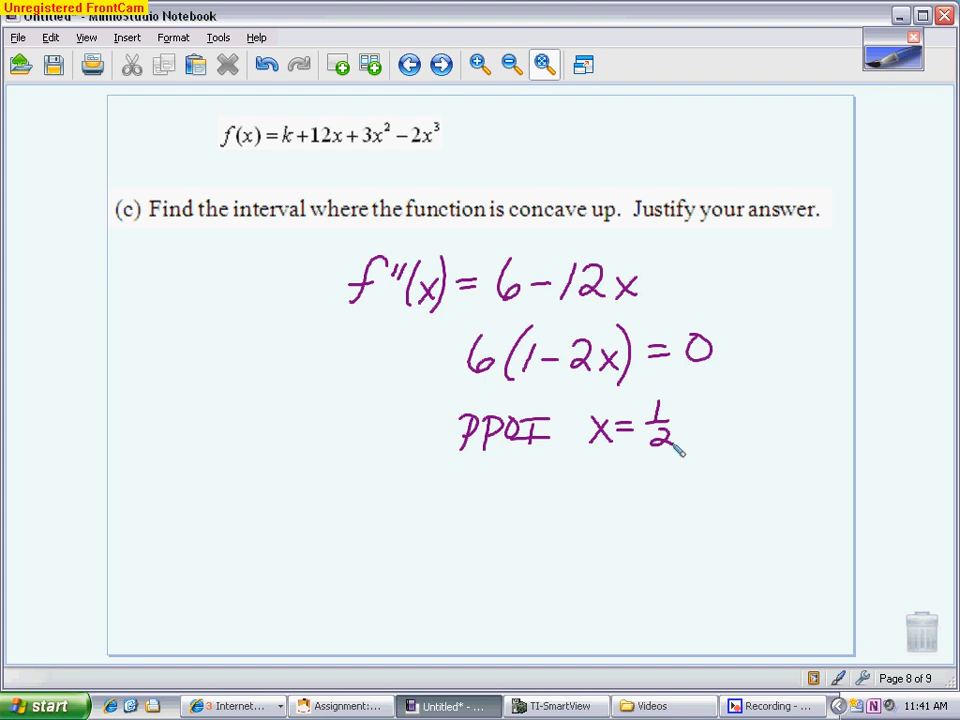 Unregistered FrontCam
Untitled* - MimioStudio Notebook
File Edit View Insert Format Tools Help
f(x) = k + 12x + 3x² − 2x³
(c) Find the interval where the function is concave up. Justify your answer.
f''(x) = 6 − 12x
6(1 − 2x) = 0
PPOI x = 1/2
Page 8 of 9
start
3 Internet...
Assignment:...
Untitled* - ...
TI-SmartView
Videos
Recording - ...
11:41 AM